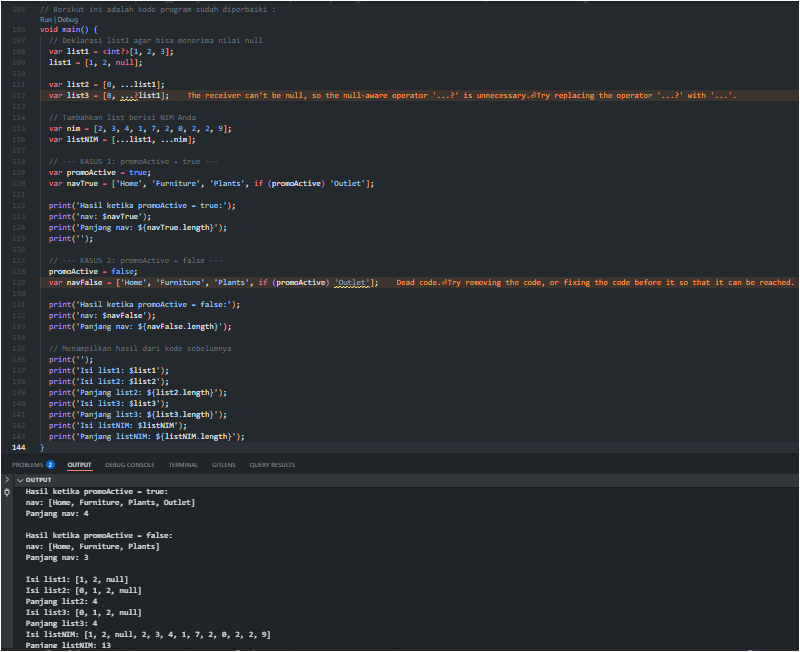 105 // Berikut ini adalah kode program sudah diperbaiki :
Run | Debug
106 void main() {
107 // Deklarasi list1 agar bisa menerima nilai null
108 var list1 = <int?>[1, 2, 3];
109 list1 = [1, 2, null];
110
111 var list2 = [0, ...list1];
112 var list3 = [0, ...?list1]; The receiver can't be null, so the null-aware operator '...?' is unnecessary.⏎Try replacing the operator '...?' with '...'.
113
114 // Tambahkan list berisi NIM Anda
115 var nim = [2, 3, 4, 1, 7, 2, 0, 2, 2, 9];
116 var listNIM = [...list1, ...nim];
117
118 // --- KASUS 1: promoActive = true ---
119 var promoActive = true;
120 var navTrue = ['Home', 'Furniture', 'Plants', if (promoActive) 'Outlet'];
121
122 print('Hasil ketika promoActive = true:');
123 print('nav: $navTrue');
124 print('Panjang nav: ${navTrue.length}');
125 print('');
126
127 // --- KASUS 2: promoActive = false ---
128 promoActive = false;
129 var navFalse = ['Home', 'Furniture', 'Plants', if (promoActive) 'Outlet']; Dead code.⏎Try removing the code, or fixing the code before it so that it can be reached.
130
131 print('Hasil ketika promoActive = false:');
132 print('nav: $navFalse');
133 print('Panjang nav: ${navFalse.length}');
134
135 // Menampilkan hasil dari kode sebelumnya
136 print('');
137 print('Isi list1: $list1');
138 print('Isi list2: $list2');
139 print('Panjang list2: ${list2.length}');
140 print('Isi list3: $list3');
141 print('Panjang list3: ${list3.length}');
142 print('Isi listNIM: $listNIM');
143 print('Panjang listNIM: ${listNIM.length}');
144 }
PROBLEMS 2 OUTPUT DEBUG CONSOLE TERMINAL GITLENS QUERY RESULTS
OUTPUT
Hasil ketika promoActive = true:
nav: [Home, Furniture, Plants, Outlet]
Panjang nav: 4
Hasil ketika promoActive = false:
nav: [Home, Furniture, Plants]
Panjang nav: 3
Isi list1: [1, 2, null]
Isi list2: [0, 1, 2, null]
Panjang list2: 4
Isi list3: [0, 1, 2, null]
Panjang list3: 4
Isi listNIM: [1, 2, null, 2, 3, 4, 1, 7, 2, 0, 2, 2, 9]
Panjang listNIM: 13